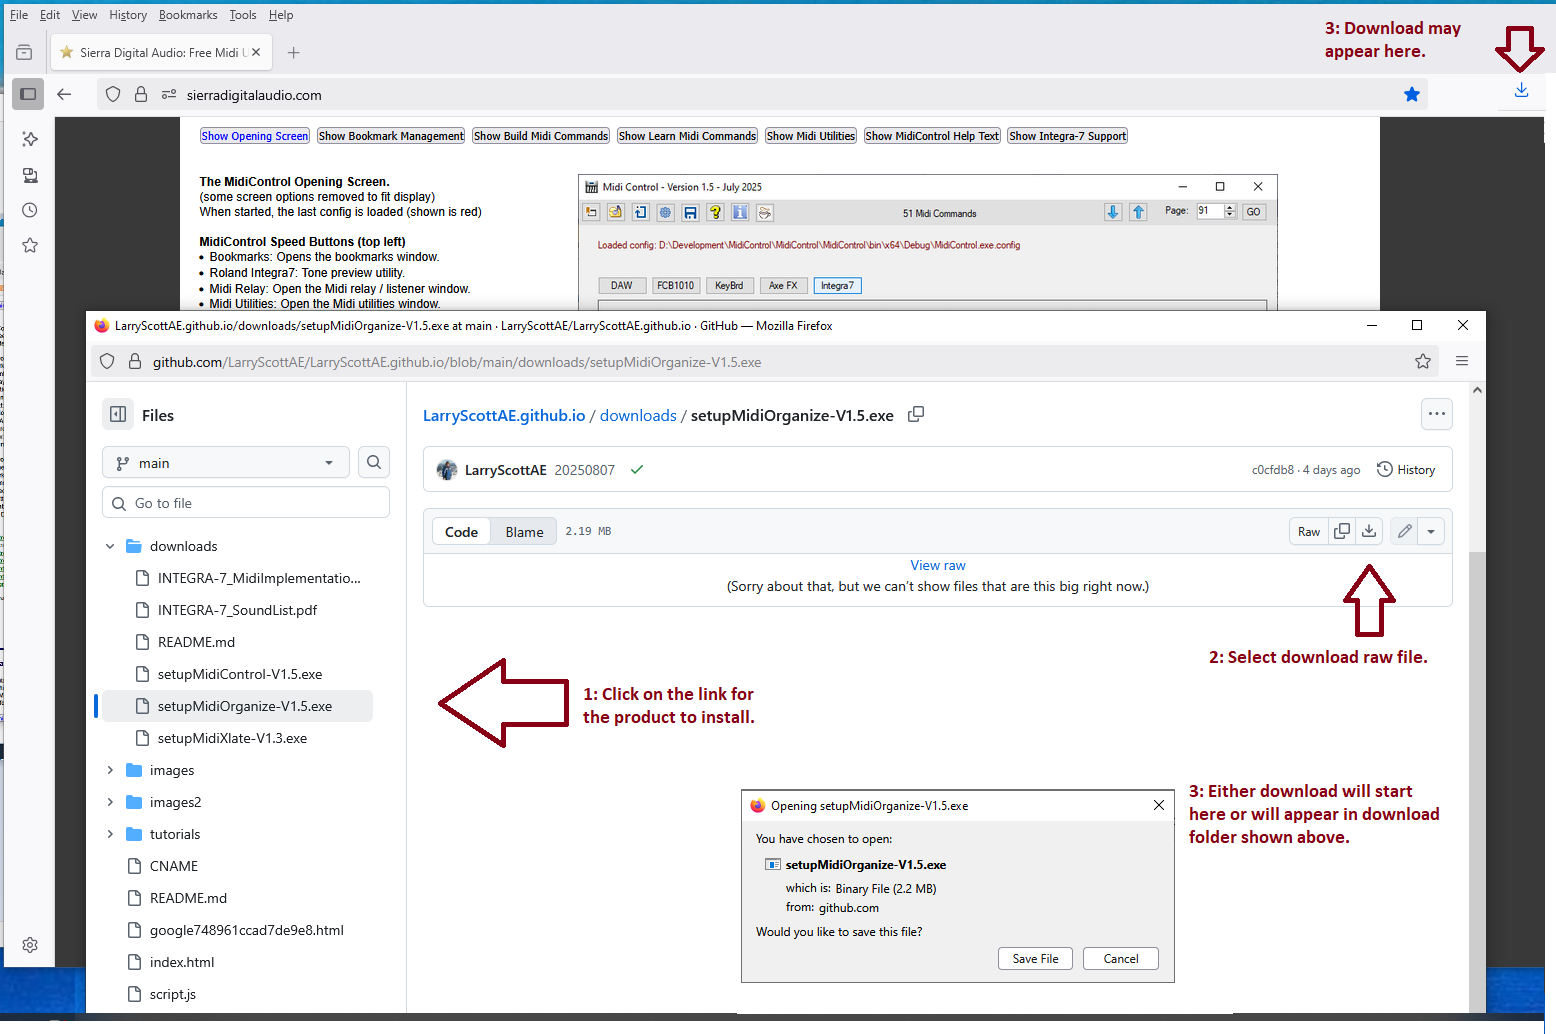 File Edit View History Bookmarks Tools Help
3: Download may
appear here.
Sierra Digital Audio: Free Midi U
sierradigitalaudio.com
Show Opening Screen Show Bookmark Management Show Build Midi Commands Show Learn Midi Commands Show Midi Utilities Show MidiControl Help Text Show Integra-7 Support
The MidiControl Opening Screen.
(some screen options removed to fit display)
When started, the last config is loaded (shown is red)
MidiControl Speed Buttons (top left)
• Bookmarks: Opens the bookmarks window.
• Roland Integra7: Tone preview utility.
• Midi Relay: Open the Midi relay / listener window.
• Midi Utilities: Open the Midi utilities window.
Midi Control - Version 1.5 - July 2025
51 Midi Commands Page: 91 GO
Loaded config: D:\Development\MidiControl\MidiControl\MidiControl\bin\x64\Debug\MidiControl.exe.config
DAW FCB1010 KeyBrd Axe FX Integra7
LarryScottAE.github.io/downloads/setupMidiOrganize-V1.5.exe at main · LarryScottAE/LarryScottAE.github.io · GitHub — Mozilla Firefox
github.com/LarryScottAE/LarryScottAE.github.io/blob/main/downloads/setupMidiOrganize-V1.5.exe
Files
main
Go to file
downloads
INTEGRA-7_MidiImplementatio...
INTEGRA-7_SoundList.pdf
README.md
setupMidiControl-V1.5.exe
setupMidiOrganize-V1.5.exe
setupMidiXlate-V1.3.exe
images
images2
tutorials
CNAME
README.md
google748961ccad7de9e8.html
index.html
script.js
LarryScottAE.github.io / downloads / setupMidiOrganize-V1.5.exe
LarryScottAE 20250807 c0cfdb8 · 4 days ago History
Code Blame 2.19 MB Raw
View raw
(Sorry about that, but we can't show files that are this big right now.)
2: Select download raw file.
1: Click on the link for
the product to install.
3: Either download will start
here or will appear in download
folder shown above.
Opening setupMidiOrganize-V1.5.exe
You have chosen to open:
setupMidiOrganize-V1.5.exe
which is: Binary File (2.2 MB)
from: github.com
Would you like to save this file?
Save File Cancel